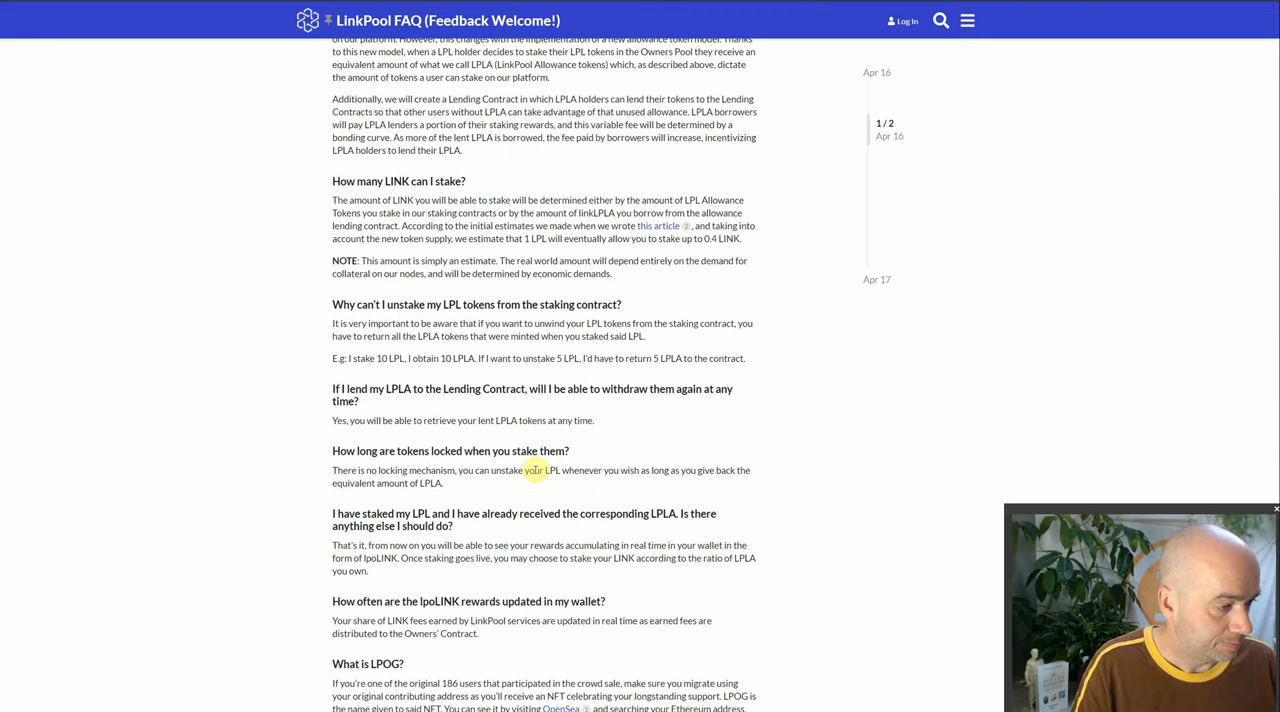 LinkPool FAQ (Feedback Welcome!)
Log In
on our platform. However, this changes with the implementation of a new allowance token model. Thanks
to this new model, when a LPL holder decides to stake their LPL tokens in the Owners Pool they receive an
equivalent amount of what we call LPLA (LinkPool Allowance tokens) which, as described above, dictate
the amount of tokens a user can stake on our platform.
Additionally, we will create a Lending Contract in which LPLA holders can lend their tokens to the Lending
Contracts so that other users without LPLA can take advantage of that unused allowance. LPLA borrowers
will pay LPLA lenders a portion of their staking rewards, and this variable fee will be determined by a
bonding curve. As more of the lent LPLA is borrowed, the fee paid by borrowers will increase, incentivizing
LPLA holders to lend their LPLA.
How many LINK can I stake?
The amount of LINK you will be able to stake will be determined either by the amount of LPL Allowance
Tokens you stake in our staking contracts or by the amount of linkLPLA you borrow from the allowance
lending contract. According to the initial estimates we made when we wrote this article 2, and taking into
account the new token supply, we estimate that 1 LPL will eventually allow you to stake up to 0.4 LINK.
NOTE: This amount is simply an estimate. The real world amount will depend entirely on the demand for
collateral on our nodes, and will be determined by economic demands.
Why can't I unstake my LPL tokens from the staking contract?
It is very important to be aware that if you want to unwind your LPL tokens from the staking contract, you
have to return all the LPLA tokens that were minted when you staked said LPL.
E.g: I stake 10 LPL, I obtain 10 LPLA. If I want to unstake 5 LPL, I'd have to return 5 LPLA to the contract.
If I lend my LPLA to the Lending Contract, will I be able to withdraw them again at any
time?
Yes, you will be able to retrieve your lent LPLA tokens at any time.
How long are tokens locked when you stake them?
There is no locking mechanism, you can unstake your LPL whenever you wish as long as you give back the
equivalent amount of LPLA.
I have staked my LPL and I have already received the corresponding LPLA. Is there
anything else I should do?
That's it, from now on you will be able to see your rewards accumulating in real time in your wallet in the
form of lpoLINK. Once staking goes live, you may choose to stake your LINK according to the ratio of LPLA
you own.
How often are the lpoLINK rewards updated in my wallet?
Your share of LINK fees earned by LinkPool services are updated in real time as earned fees are
distributed to the Owners' Contract.
What is LPOG?
If you're one of the original 186 users that participated in the crowd sale, make sure you migrate using
your original contributing address as you'll receive an NFT celebrating your longstanding support. LPOG is
the name given to said NFT. You can see it by visiting OpenSea 1 and searching your Ethereum address.
Apr 16
1 / 2
Apr 16
Apr 17